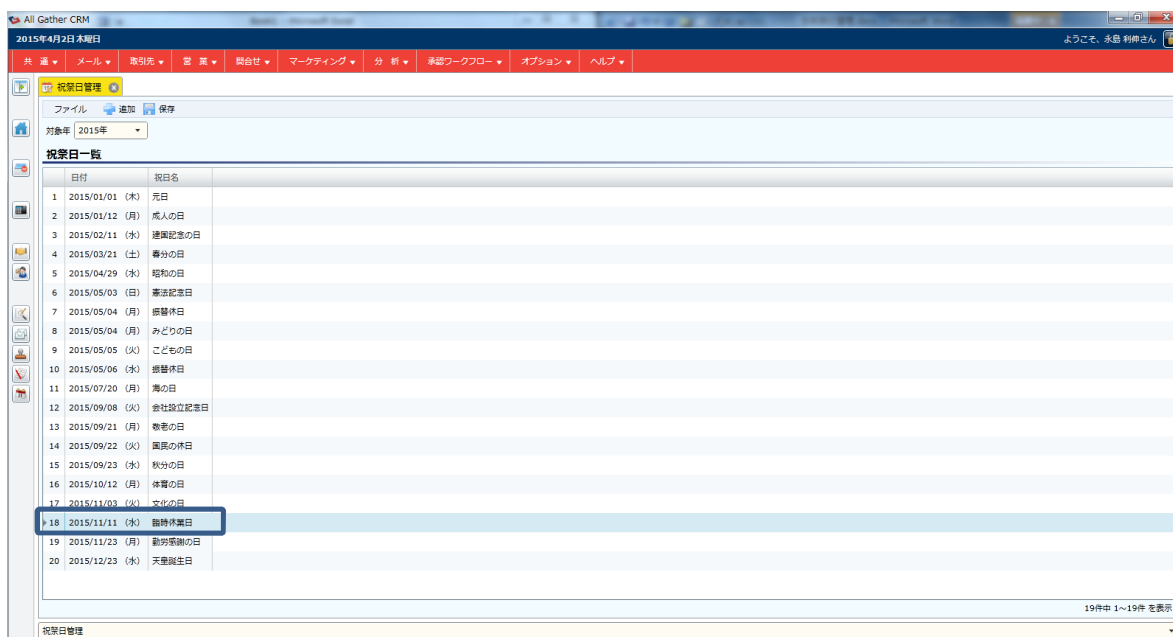 All Gather CRM
2015年4月2日木曜日 ようこそ、永島 利伸さん
共 通▼ メール▼ 取引先▼ 営 業▼ 問合せ▼ マーケティング▼ 分 析▼ 承認ワークフロー▼ オプション▼ ヘルプ▼
祝祭日管理
ファイル 追加 保存
対象年 2015年
祝祭日一覧
日付 祝日名
1 2015/01/01 (木) 元日
2 2015/01/12 (月) 成人の日
3 2015/02/11 (水) 建国記念の日
4 2015/03/21 (土) 春分の日
5 2015/04/29 (水) 昭和の日
6 2015/05/03 (日) 憲法記念日
7 2015/05/04 (月) 振替休日
8 2015/05/04 (月) みどりの日
9 2015/05/05 (火) こどもの日
10 2015/05/06 (水) 振替休日
11 2015/07/20 (月) 海の日
12 2015/09/08 (火) 会社設立記念日
13 2015/09/21 (月) 敬老の日
14 2015/09/22 (火) 国民の休日
15 2015/09/23 (水) 秋分の日
16 2015/10/12 (月) 体育の日
17 2015/11/03 (火) 文化の日
18 2015/11/11 (水) 臨時休業日
19 2015/11/23 (月) 勤労感謝の日
20 2015/12/23 (水) 天皇誕生日
19件中 1～19件 を表示
祝祭日管理